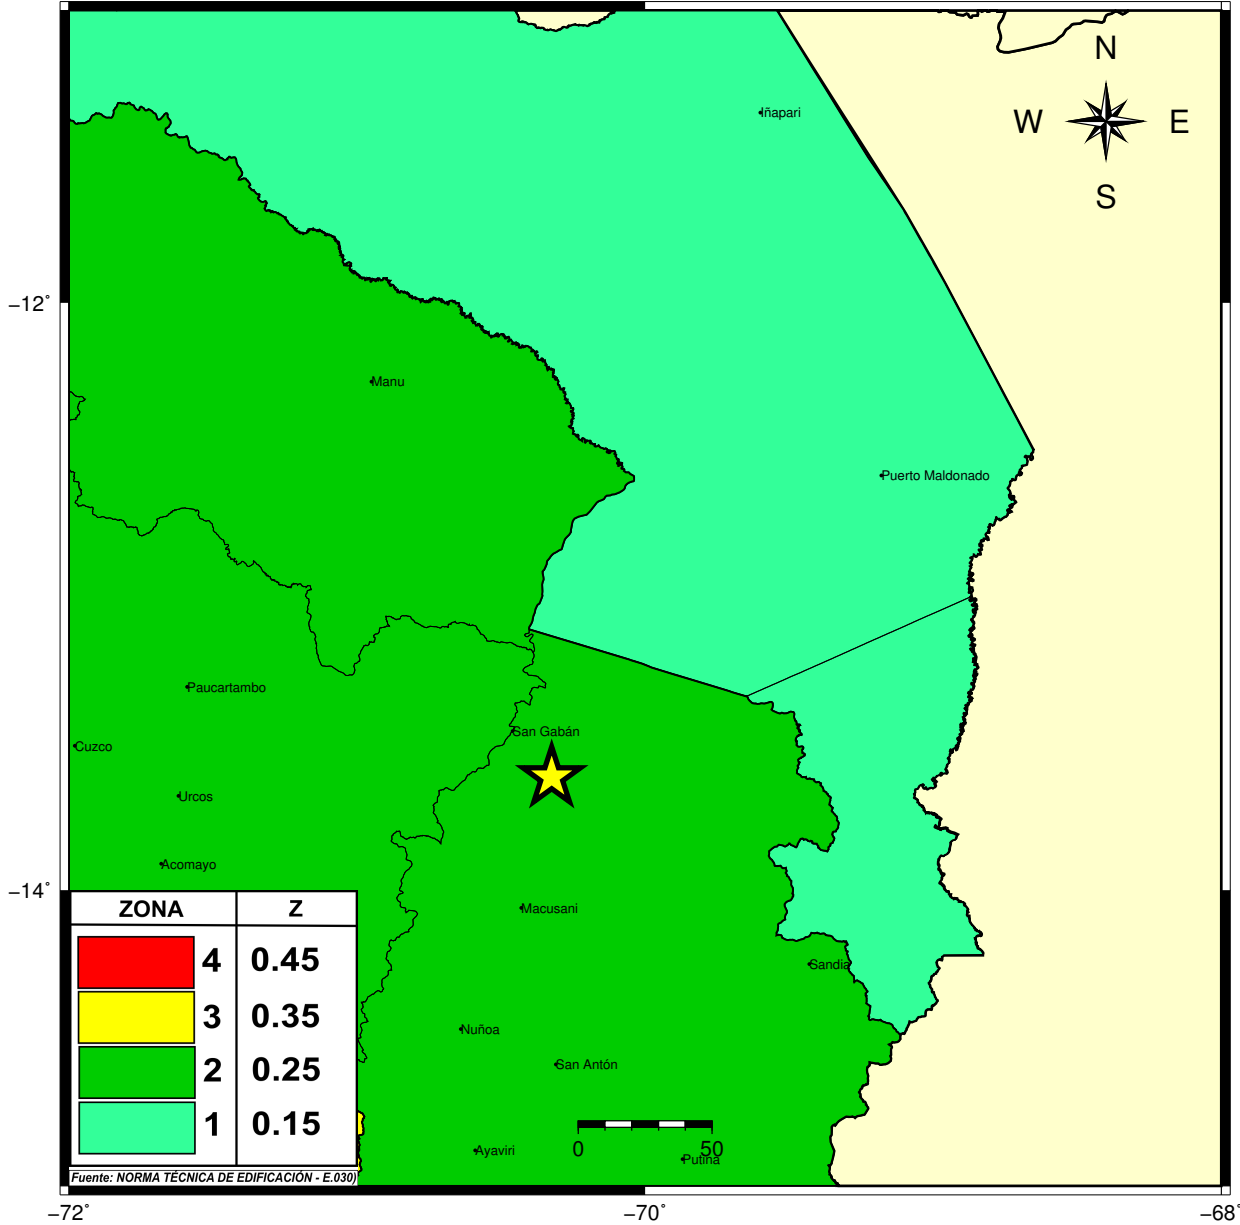 N
Iñapari
W E
S
−12°
Manu
Puerto Maldonado
Paucartambo
San Gabán
Cuzco
Urcos
Acomayo
−14°
ZONA Z
Macusani
4 0.45
Sandia
3 0.35
Nuñoa
San Antón
2 0.25
1 0.15
0 50
Ayaviri
Putina
Fuente: NORMA TÉCNICA DE EDIFICACIÓN - E.030)
−72° −70° −68°